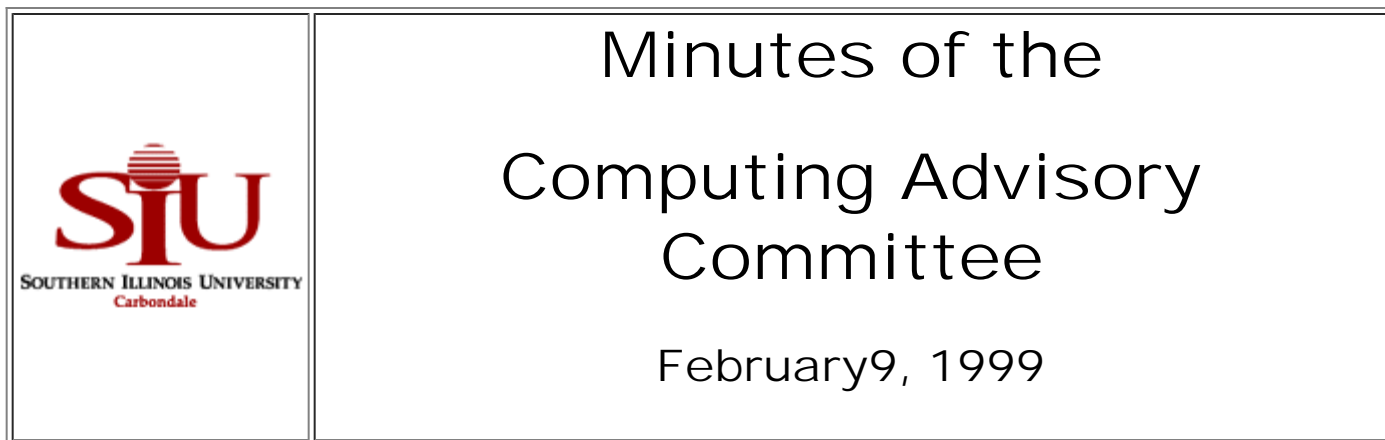 SIU
SOUTHERN ILLINOIS UNIVERSITY
Carbondale
Minutes of the
Computing Advisory
Committee
February9, 1999